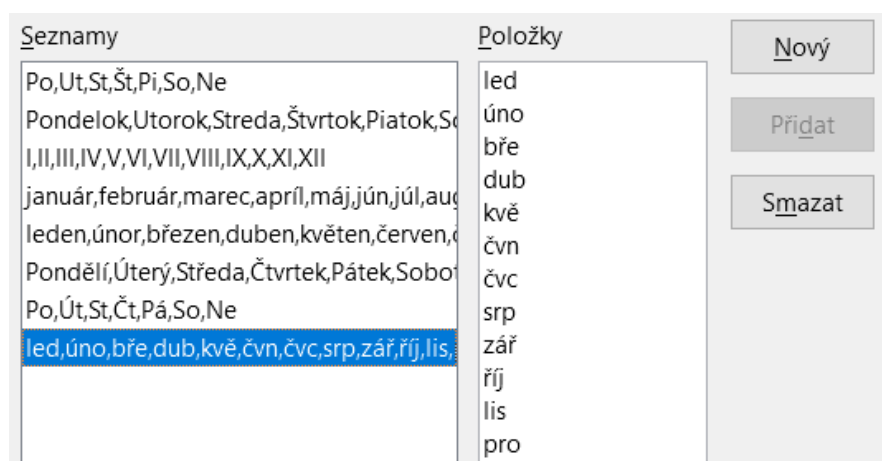 Seznamy
Po,Ut,St,Št,Pi,So,Ne
Pondelok,Utorok,Streda,Štvrtok,Piatok,So
I,II,III,IV,V,VI,VII,VIII,IX,X,XI,XII
január,február,marec,apríl,máj,jún,júl,aug
leden,únor,březen,duben,květen,červen,č
Pondělí,Úterý,Středa,Čtvrtek,Pátek,Sobot
Po,Út,St,Čt,Pá,So,Ne
led,úno,bře,dub,kvě,čvn,čvc,srp,zář,říj,lis,
Položky
led
úno
bře
dub
kvě
čvn
čvc
srp
zář
říj
lis
pro
Nový
Přidat
Smazat